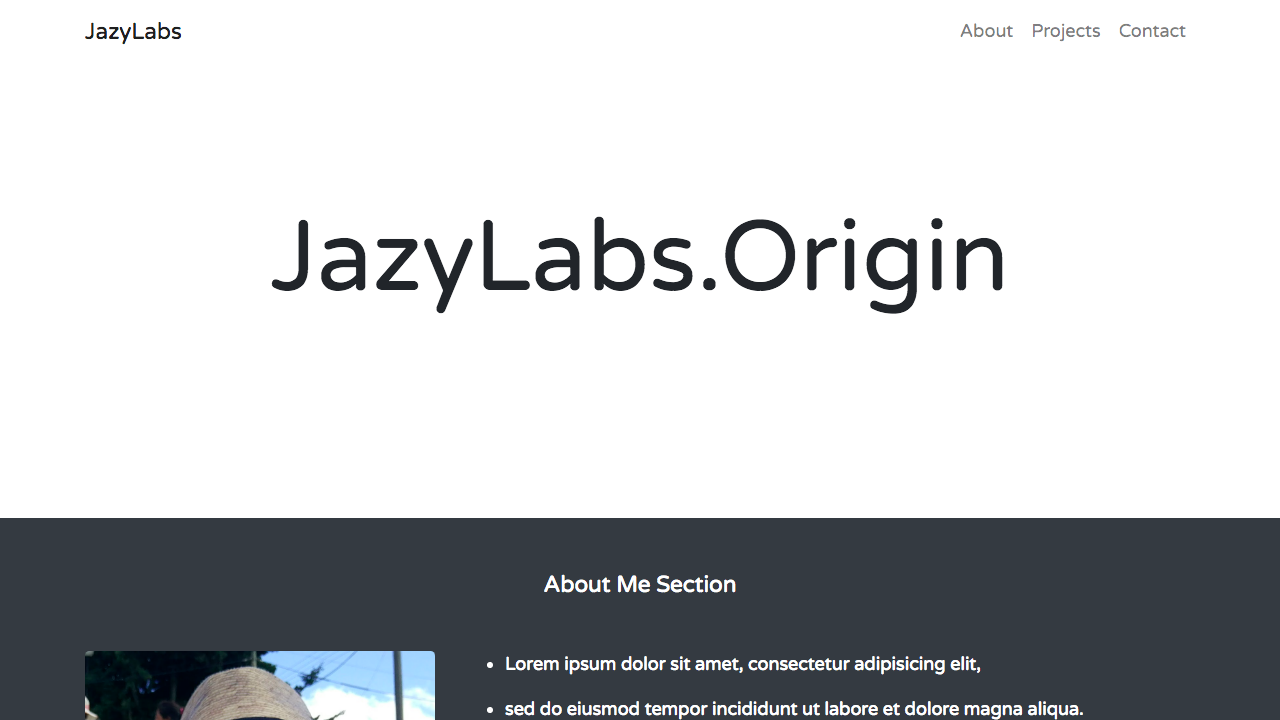 JazyLabs
About Projects Contact
JazyLabs.Origin
About Me Section
Lorem ipsum dolor sit amet, consectetur adipisicing elit,
sed do eiusmod tempor incididunt ut labore et dolore magna aliqua.